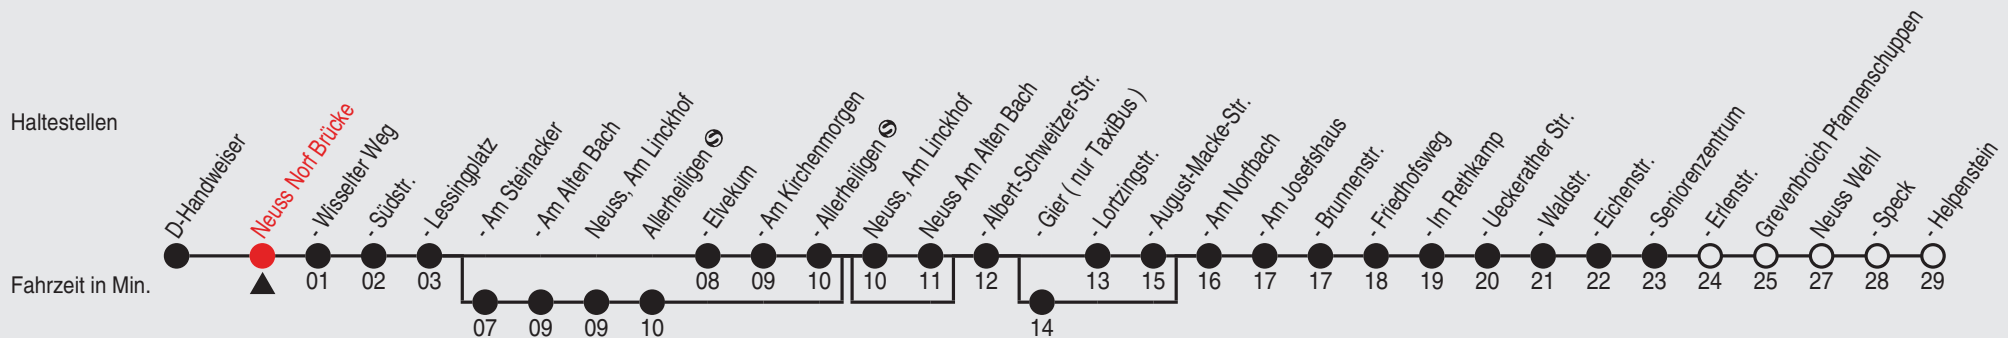 Haltestellen
D-Handweiser
Neuss Norf Brücke
- Wisselter Weg
- Südstr.
- Lessingplatz
- Am Steinacker
- Am Alten Bach
Neuss, Am Linckhof
Allerheiligen S
- Elvekum
- Am Kirchenmorgen
- Allerheiligen S
Neuss, Am Linckhof
Neuss Am Alten Bach
- Albert-Schweitzer-Str.
- Gier ( nur TaxiBus )
- Lortzingstr.
- August-Macke-Str.
- Am Norfbach
- Am Josefshaus
- Brunnenstr.
- Friedhofsweg
- Im Rethkamp
- Ueckerather Str.
- Waldstr.
- Eichenstr.
- Seniorenzentrum
- Erlenstr.
Grevenbroich Pfannenschuppen
Neuss Wehl
- Speck
- Helpenstein
Fahrzeit in Min.
01 02 03 08 09 10 10 11 12 13 15 16 17 17 18 19 20 21 22 23 24 25 27 28 29
07 09 09 10 14